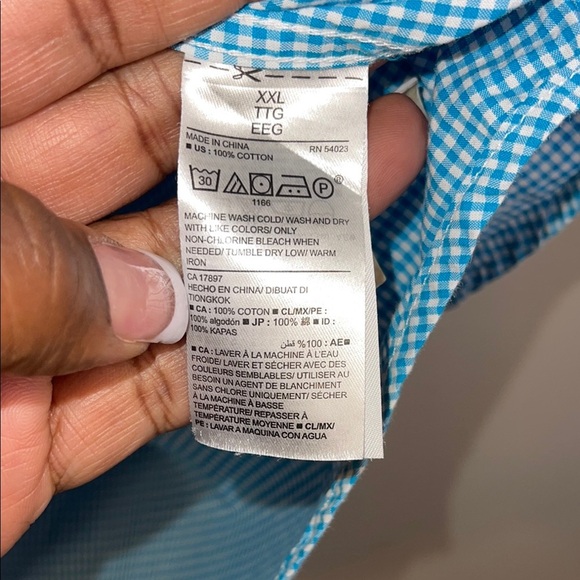 XXL
TTG
EEG
MADE IN CHINA RN 54023
■ US : 100% COTTON
30 P ®
1166
MACHINE WASH COLD/ WASH AND DRY
WITH LIKE COLORS/ ONLY
NON-CHLORINE BLEACH WHEN
NEEDED/ TUMBLE DRY LOW/ WARM
IRON
CA 17897
HECHO EN CHINA/ DIBUAT DI
TIONGKOK
■ CA : 100% COTON ■ CL/MX/PE :
100% algodón ■ JP : 100% 綿 ■ ID :
100% KAPAS
■ AE : 100% قطن
■ CA : LAVER À LA MACHINE À L'EAU
FROIDE/ LAVER ET SÉCHER AVEC DES
COULEURS SEMBLABLES/ UTILISER AU
BESOIN UN AGENT DE BLANCHIMENT
SANS CHLORE UNIQUEMENT/ SÉCHER
À LA MACHINE À BASSE
TEMPÉRATURE/ REPASSER À
TEMPÉRATURE MOYENNE ■ CL/MX/
PE : LAVAR A MAQUINA CON AGUA